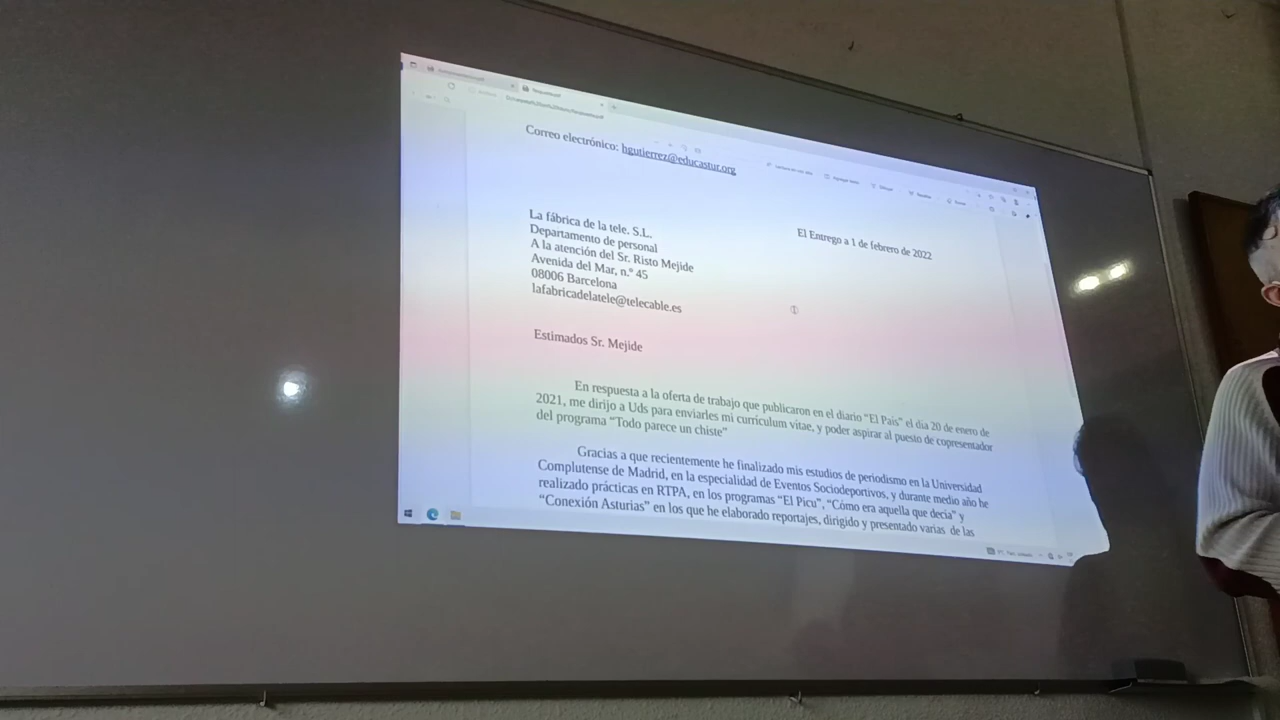 Correo electrónico: hgutierrez@educastur.org
La fábrica de la tele. S.L.
Departamento de personal
A la atención del Sr. Risto Mejide
Avenida del Mar, n.º 45
08006 Barcelona
lafabricadelatele@telecable.es
El Entrego a 1 de febrero de 2022
Estimados Sr. Mejide
En respuesta a la oferta de trabajo que publicaron en el diario “El País” el día 20 de enero de
2021, me dirijo a Uds para enviarles mi currículum vitae, y poder aspirar al puesto de copresentador
del programa “Todo parece un chiste”
Gracias a que recientemente he finalizado mis estudios de periodismo en la Universidad
Complutense de Madrid, en la especialidad de Eventos Sociodeportivos, y durante medio año he
realizado prácticas en RTPA, en los programas “El Picu”, “Cómo era aquella que decía” y
“Conexión Asturias” en los que he elaborado reportajes, dirigido y presentado varias de las